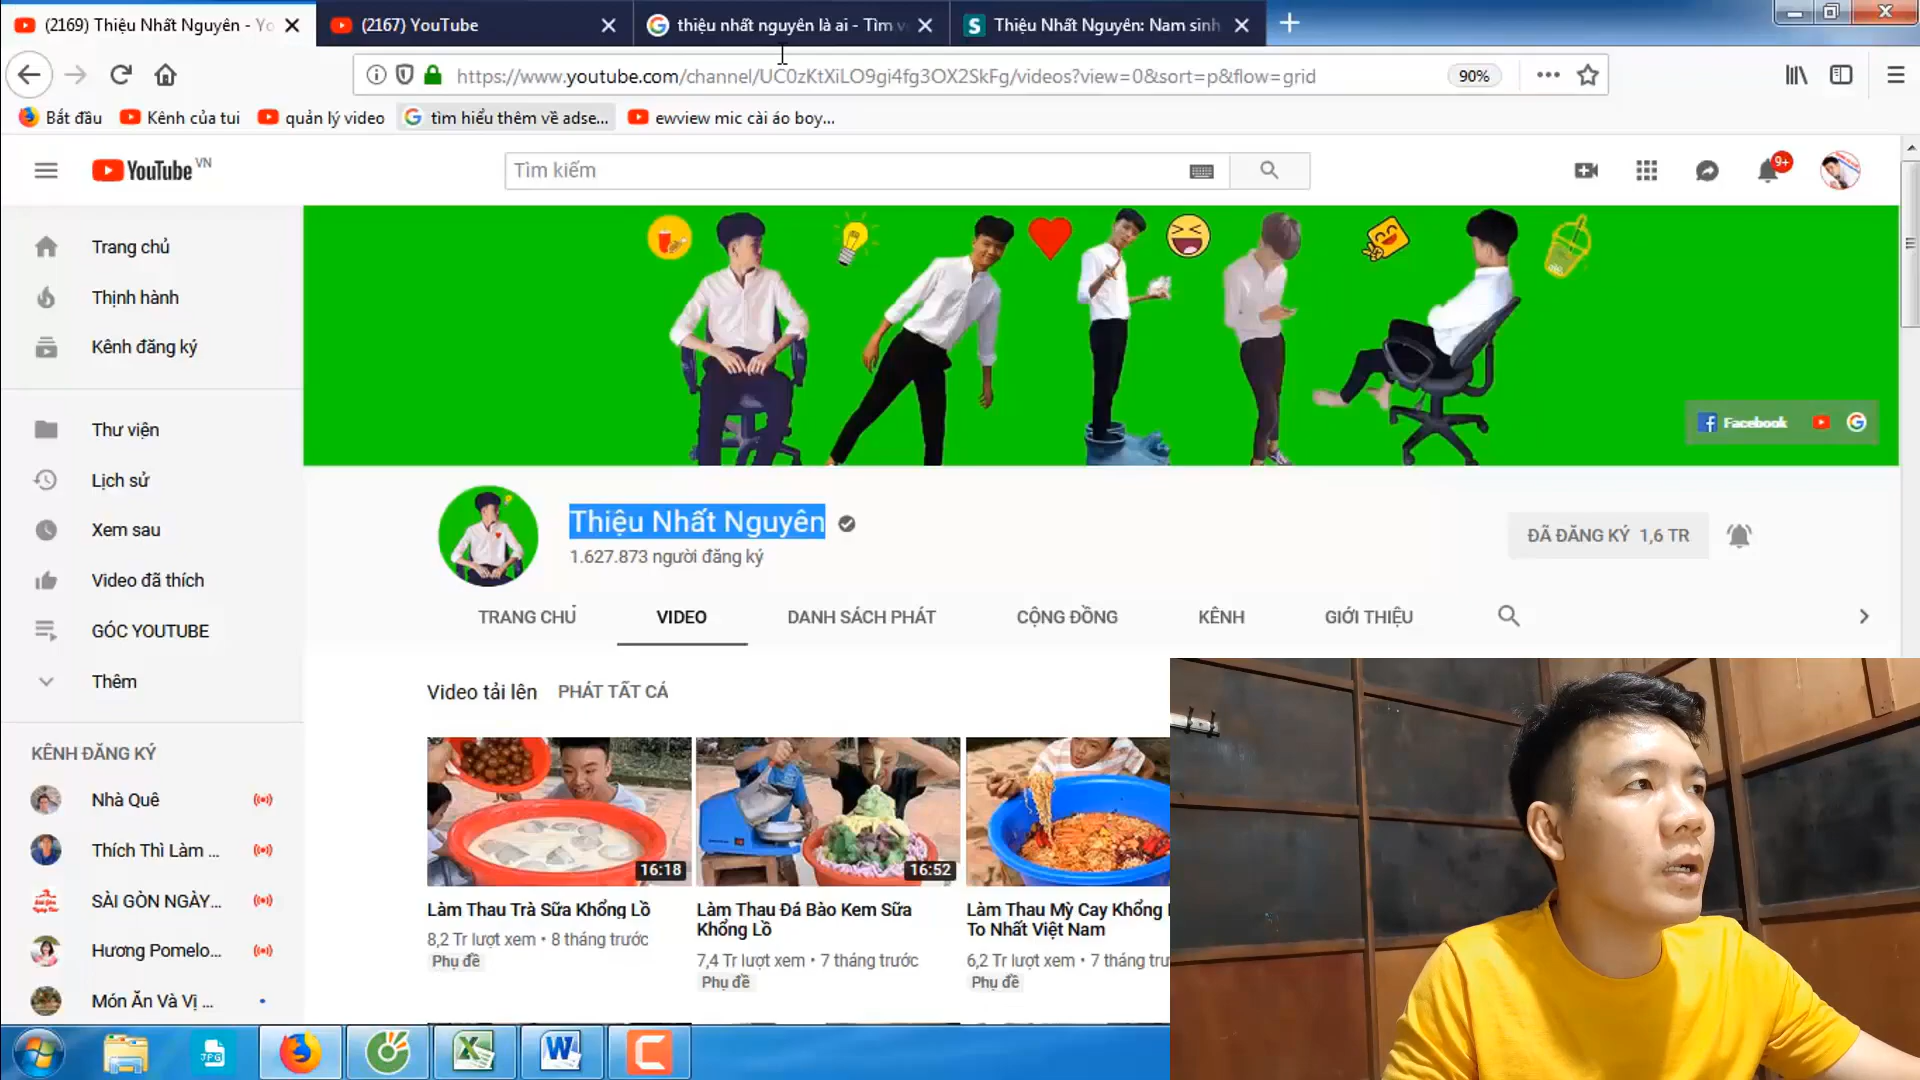 (2169) Thiệu Nhất Nguyên - Yo
(2167) YouTube
thiệu nhất nguyên là ai - Tìm v
Thiệu Nhất Nguyên: Nam sinh
https://www.youtube.com/channel/UC0zKtXiLO9gi4fg3OX2SkFg/videos?view=0&sort=p&flow=grid
90%
Bắt đầu
Kênh của tui
quản lý video
tìm hiểu thêm về adse...
ewview mic cài áo boy...
YouTube VN
Tìm kiếm
9+
Trang chủ
Thịnh hành
Kênh đăng ký
Thư viện
Lịch sử
Xem sau
Video đã thích
GÓC YOUTUBE
Thêm
KÊNH ĐĂNG KÝ
Nhà Quê
Thích Thì Làm ...
SÀI GÒN NGÀY...
Hương Pomelo...
Món Ăn Và Vị ...
Facebook
Thiệu Nhất Nguyên
1.627.873 người đăng ký
ĐÃ ĐĂNG KÝ 1,6 TR
TRANG CHỦ
VIDEO
DANH SÁCH PHÁT
CỘNG ĐỒNG
KÊNH
GIỚI THIỆU
Video tải lên
PHÁT TẤT CẢ
16:18
16:52
Làm Thau Trà Sữa Khổng Lồ
8,2 Tr lượt xem • 8 tháng trước
Phụ đề
Làm Thau Đá Bào Kem Sữa
Khổng Lồ
7,4 Tr lượt xem • 7 tháng trước
Phụ đề
Làm Thau Mỳ Cay Khổng
To Nhất Việt Nam
6,2 Tr lượt xem • 7 tháng trư
Phụ đề
JPG